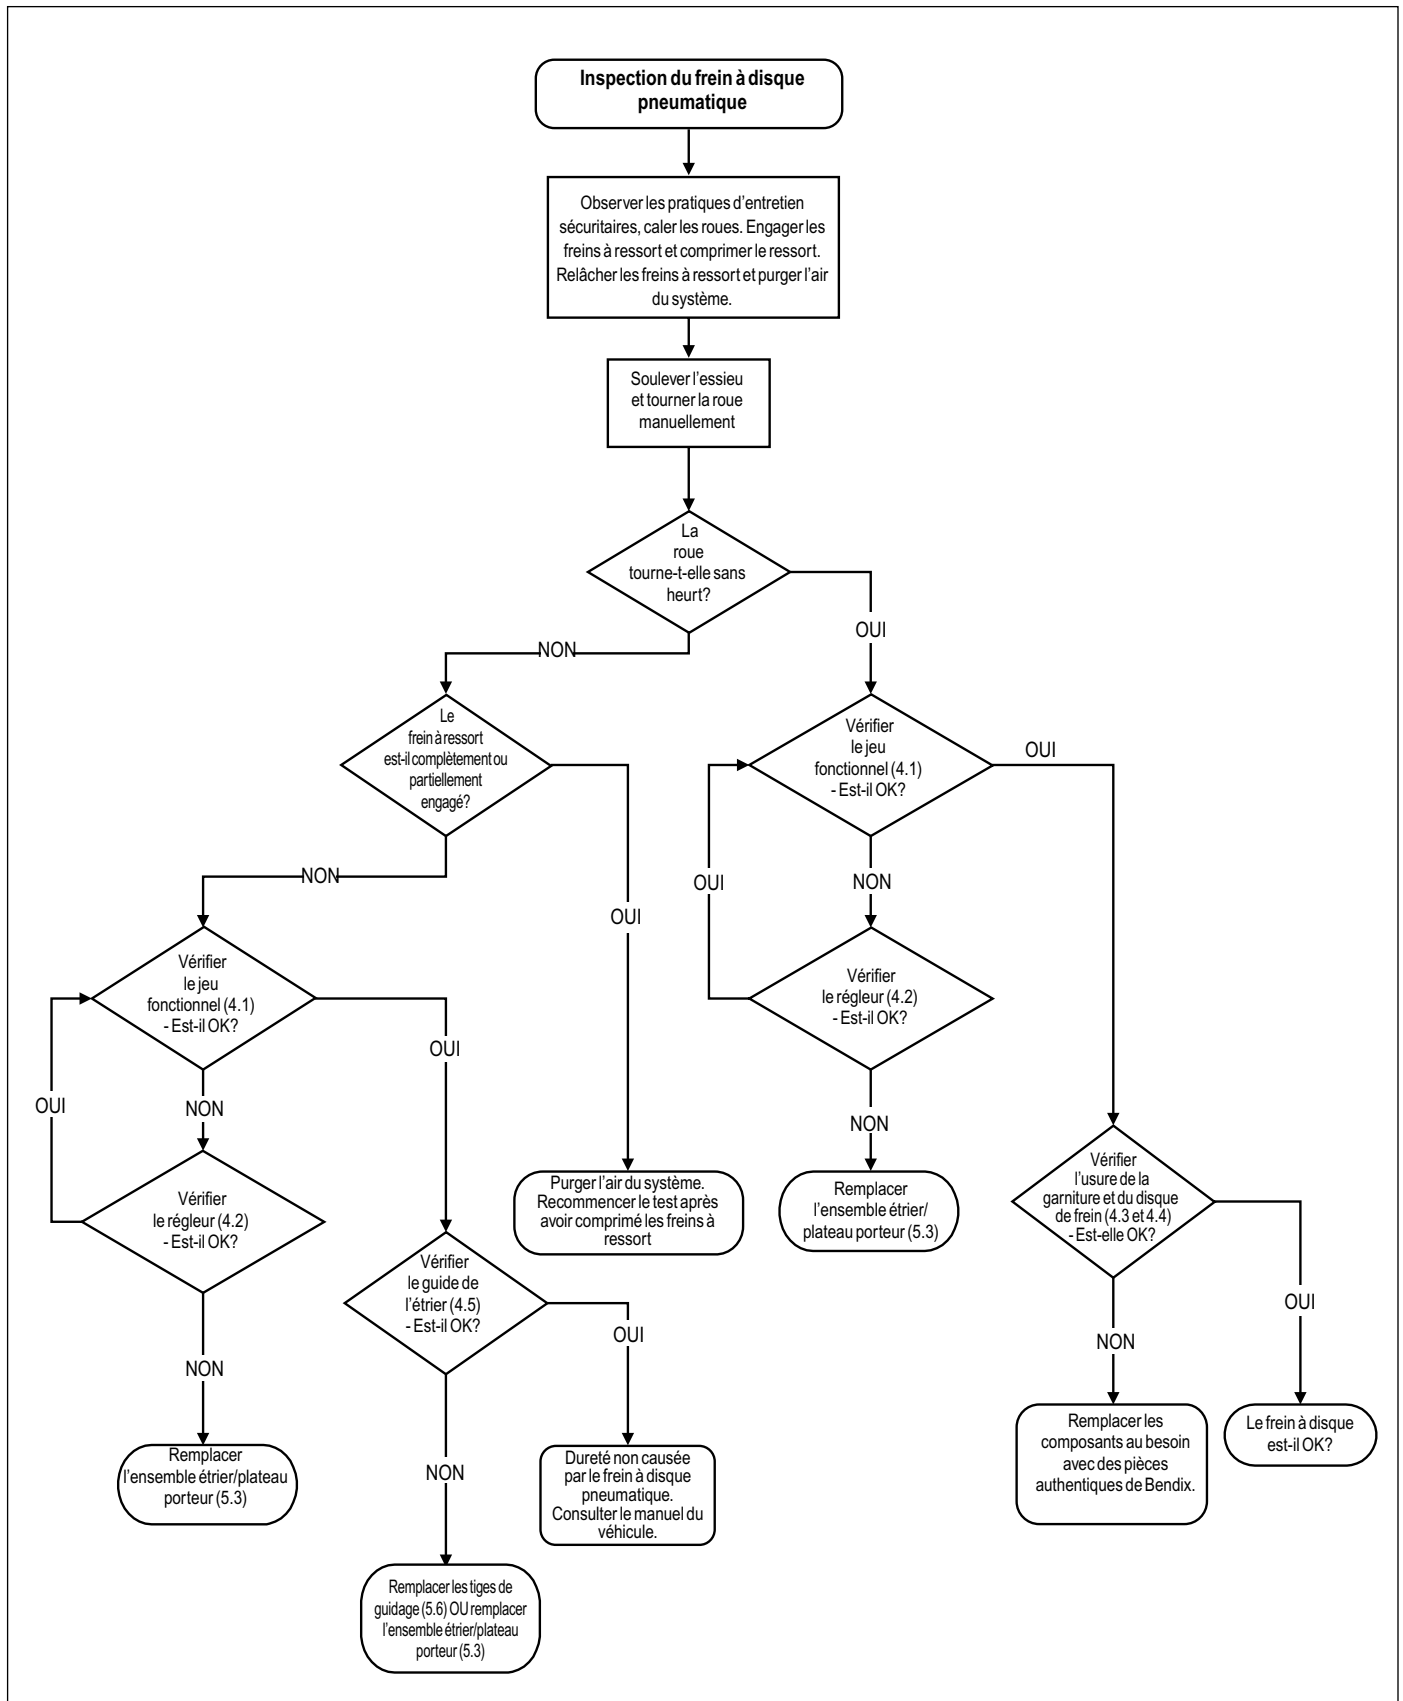 Inspection du frein à disque
pneumatique
Observer les pratiques d'entretien
sécuritaires, caler les roues. Engager les
freins à ressort et comprimer le ressort.
Relâcher les freins à ressort et purger l'air
du système.
Soulever l'essieu
et tourner la roue
manuellement
La
roue
tourne-t-elle sans
heurt?
NON
OUI
Le
frein à ressort
est-il complètement ou
partiellement
engagé?
Vérifier
le jeu
fonctionnel (4.1)
- Est-il OK?
OUI
NON
OUI
OUI
NON
Vérifier
le jeu
fonctionnel (4.1)
- Est-il OK?
Vérifier
le régleur (4.2)
- Est-il OK?
OUI
OUI
NON
NON
Vérifier
le régleur (4.2)
- Est-il OK?
Purger l'air du système.
Recommencer le test après
avoir comprimé les freins à
ressort
Remplacer
l'ensemble étrier/
plateau porteur (5.3)
Vérifier
l'usure de la
garniture et du disque
de frein (4.3 et 4.4)
- Est-elle OK?
Vérifier
le guide de
l'étrier (4.5)
- Est-il OK?
OUI
OUI
NON
NON
Remplacer
l'ensemble étrier/plateau
porteur (5.3)
NON
Dureté non causée
par le frein à disque
pneumatique.
Consulter le manuel du
véhicule.
Remplacer les
composants au besoin
avec des pièces
authentiques de Bendix.
Le frein à disque
est-il OK?
Remplacer les tiges de
guidage (5.6) OU remplacer
l'ensemble étrier/plateau
porteur (5.3)